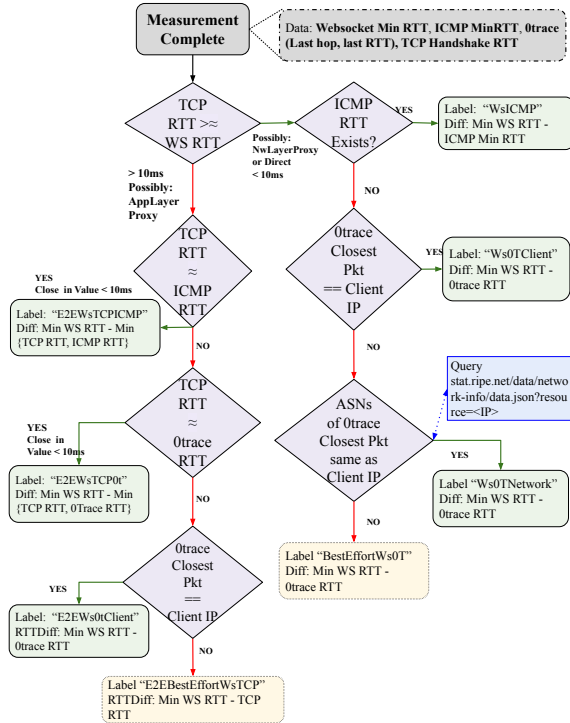 Measurement
Complete
Data: Websocket Min RTT, ICMP MinRTT, 0trace
(Last hop, last RTT), TCP Handshake RTT
TCP
RTT >≈
WS RTT
Possibly:
NwLayerProxy
or Direct
< 10ms
ICMP
RTT
Exists?
YES
Label: “WsICMP”
Diff: Min WS RTT -
ICMP Min RTT
> 10ms
Possibly:
AppLayer
Proxy
NO
TCP
RTT
≈
ICMP
RTT
0trace
Closest
Pkt
== Client
IP
YES
Label: “Ws0TClient”
Diff: Min WS RTT -
0trace RTT
YES
Close in Value < 10ms
Label: “E2EWsTCPICMP”
Diff: Min WS RTT - Min
{TCP RTT, ICMP RTT}
NO
NO
Query
stat.ripe.net/data/netwo
rk-info/data.json?resou
rce=<IP>
TCP
RTT
≈
0trace
RTT
ASNs
of 0trace
Closest Pkt
same as
Client IP
YES
Close in
Value < 10ms
YES
Label: “E2EWsTCP0t”
Diff: Min WS RTT - Min
{TCP RTT, 0Trace RTT}
Label “Ws0TNetwork”
Diff: Min WS RTT -
0trace RTT
NO
NO
0trace
Closest
Pkt
==
Client IP
Label “BestEffortWs0T”
Diff: Min WS RTT -
0trace RTT
YES
Label: “E2EWs0tClient”
RTTDiff: Min WS RTT -
0trace RTT
NO
Label “E2EBestEffortWsTCP”
RTTDiff: Min WS RTT - TCP
RTT